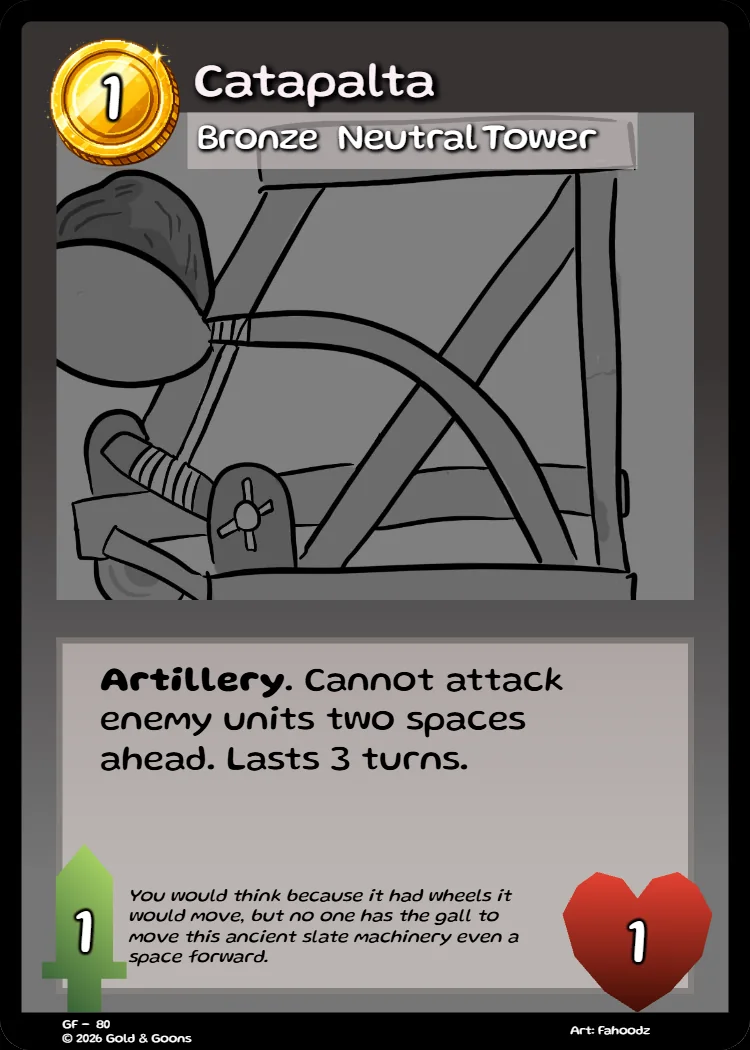 1
Catapalta
Bronze Neutral Tower
Artillery. Cannot attack
enemy units two spaces
ahead. Lasts 3 turns.
You would think because it had wheels it
would move, but no one has the gall to
move this ancient slate machinery even a
space forward.
1
1
GF - 80
© 2026 Gold & Goons
Art: Fahoodz